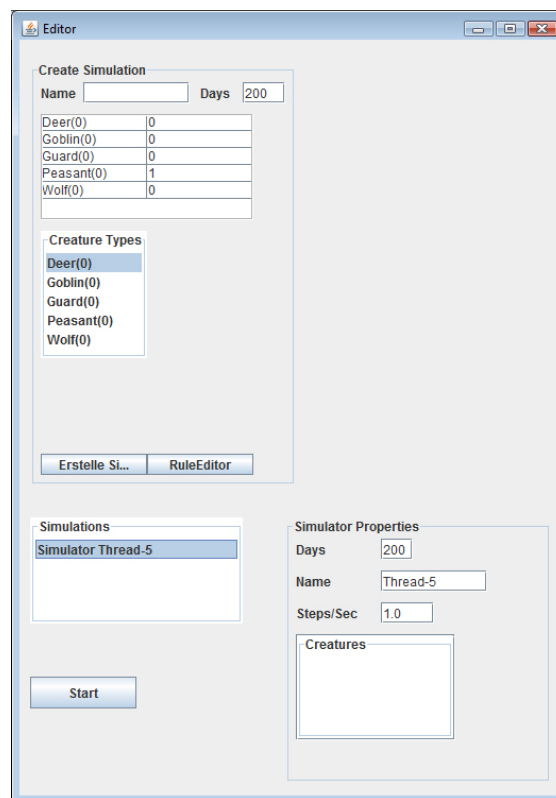 Editor
Create Simulation
Name Days 200
Deer(0) 0
Goblin(0) 0
Guard(0) 0
Peasant(0) 1
Wolf(0) 0
Creature Types
Deer(0)
Goblin(0)
Guard(0)
Peasant(0)
Wolf(0)
Erstelle Si... RuleEditor
Simulations
Simulator Thread-5
Start
Simulator Properties
Days 200
Name Thread-5
Steps/Sec 1.0
Creatures